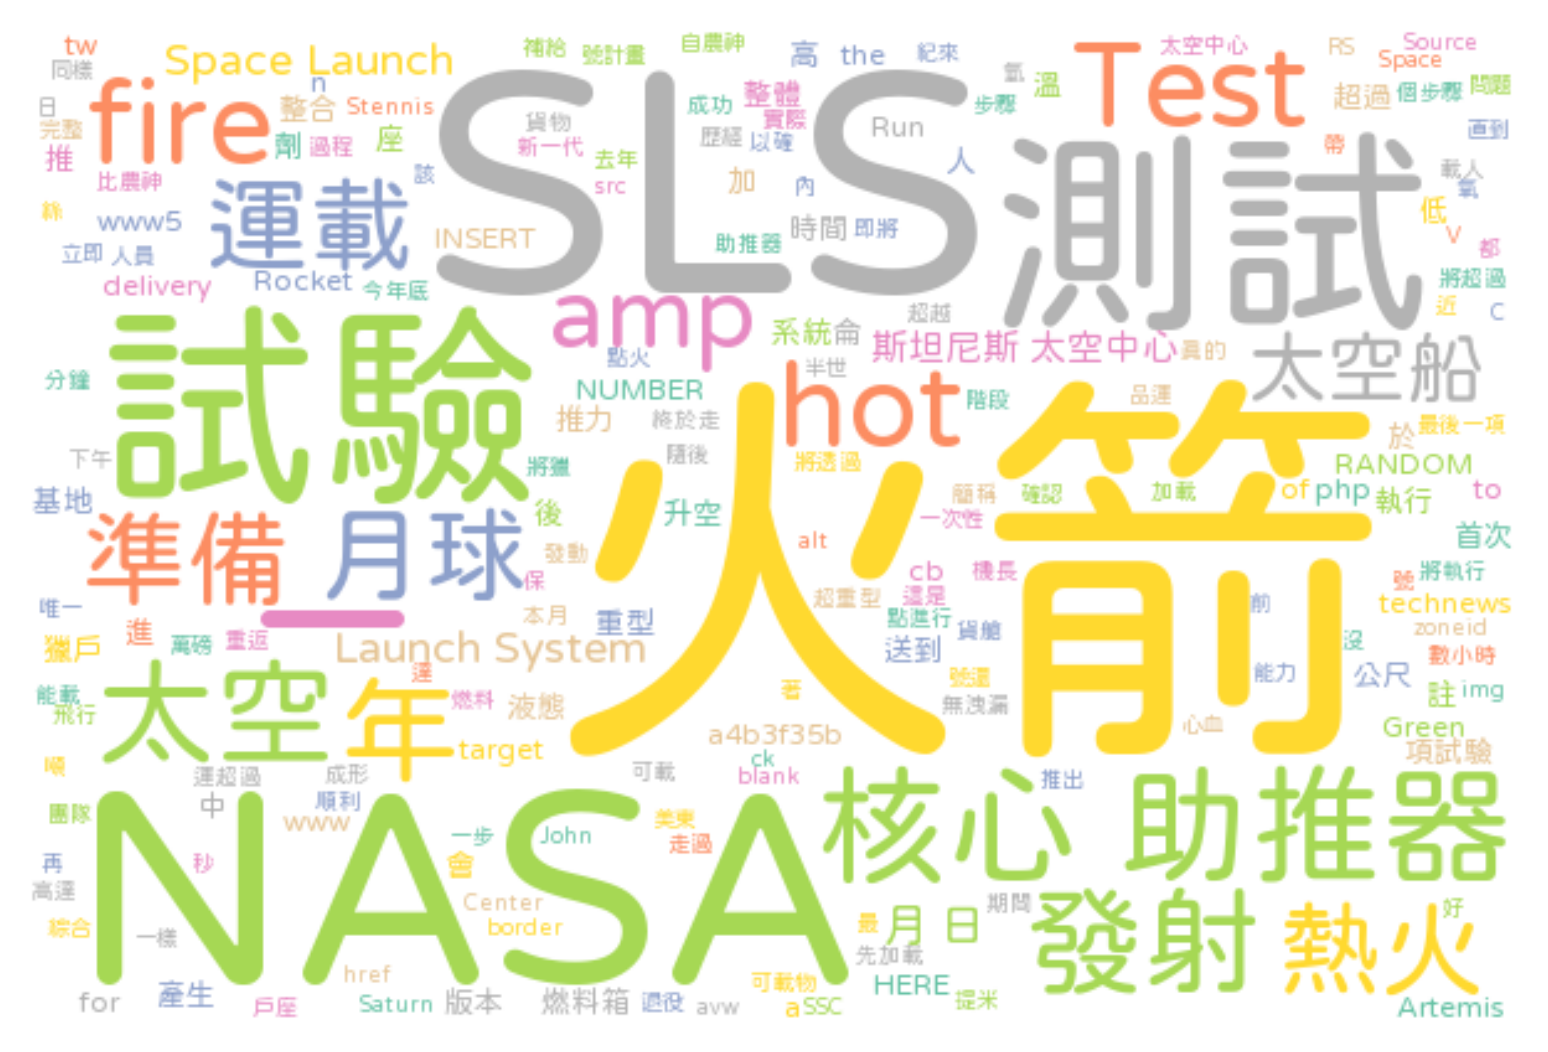 tw
Space Launch
補給
號計畫
自農神
高
the
紀來
Test
太空中心
RS
Source
Space
同樣
n
SLS
氫
溫
日
fire
整合
Stennis
整體
成功
步驟
超過
個步驟
問題
完整
推
劑
過程
座
貨物
新一代
實際
歷經
以確
Run
測試
帶
直到
比農神
該
去年
src
加
內
人
載人
氧
www5
運載
INSERT
助推器
時間
即將
低
V
都
立即
人員
將超過
delivery
Rocket
今年底
amp
超越
近
C
試驗
系統
侖
斯坦尼斯
太空中心
真的
太空船
點火
半世
分鐘
NUMBER
hot
階段
品運
火箭
推力
終於走
於
最後一項
下午
將獵
隨後
將透過
RANDOM
基地
後
升空
簡稱
確認
加載
of
php
執行
to
準備
月球
一次性
首次
發動
alt
保
cb
機長
號
將執行
唯一
本月
重型
超重型
這是
點進行
前
technews
獵戶
進
萬磅
重返
Launch System
送到
貨艙
沒
zoneid
數小時
能載
飛行
太空
年
燃料
液態
著
號還
無洩漏
能力
公尺
註
img
達
target
a4b3f35b
心血
Green
項試驗
運超過
成形
可載
ck
blank
推出
中
順利
www
NASA
核心
助推器
團隊
一步
John
美東
走過
再
秒
會
高達
Center
border
最
月
日
期間
發射
熱火
好
綜合
一樣
href
先加載
for
產生
戶座
Saturn
版本
燃料箱
退役
avw
可載物
a
SSC
HERE
提米
Artemis